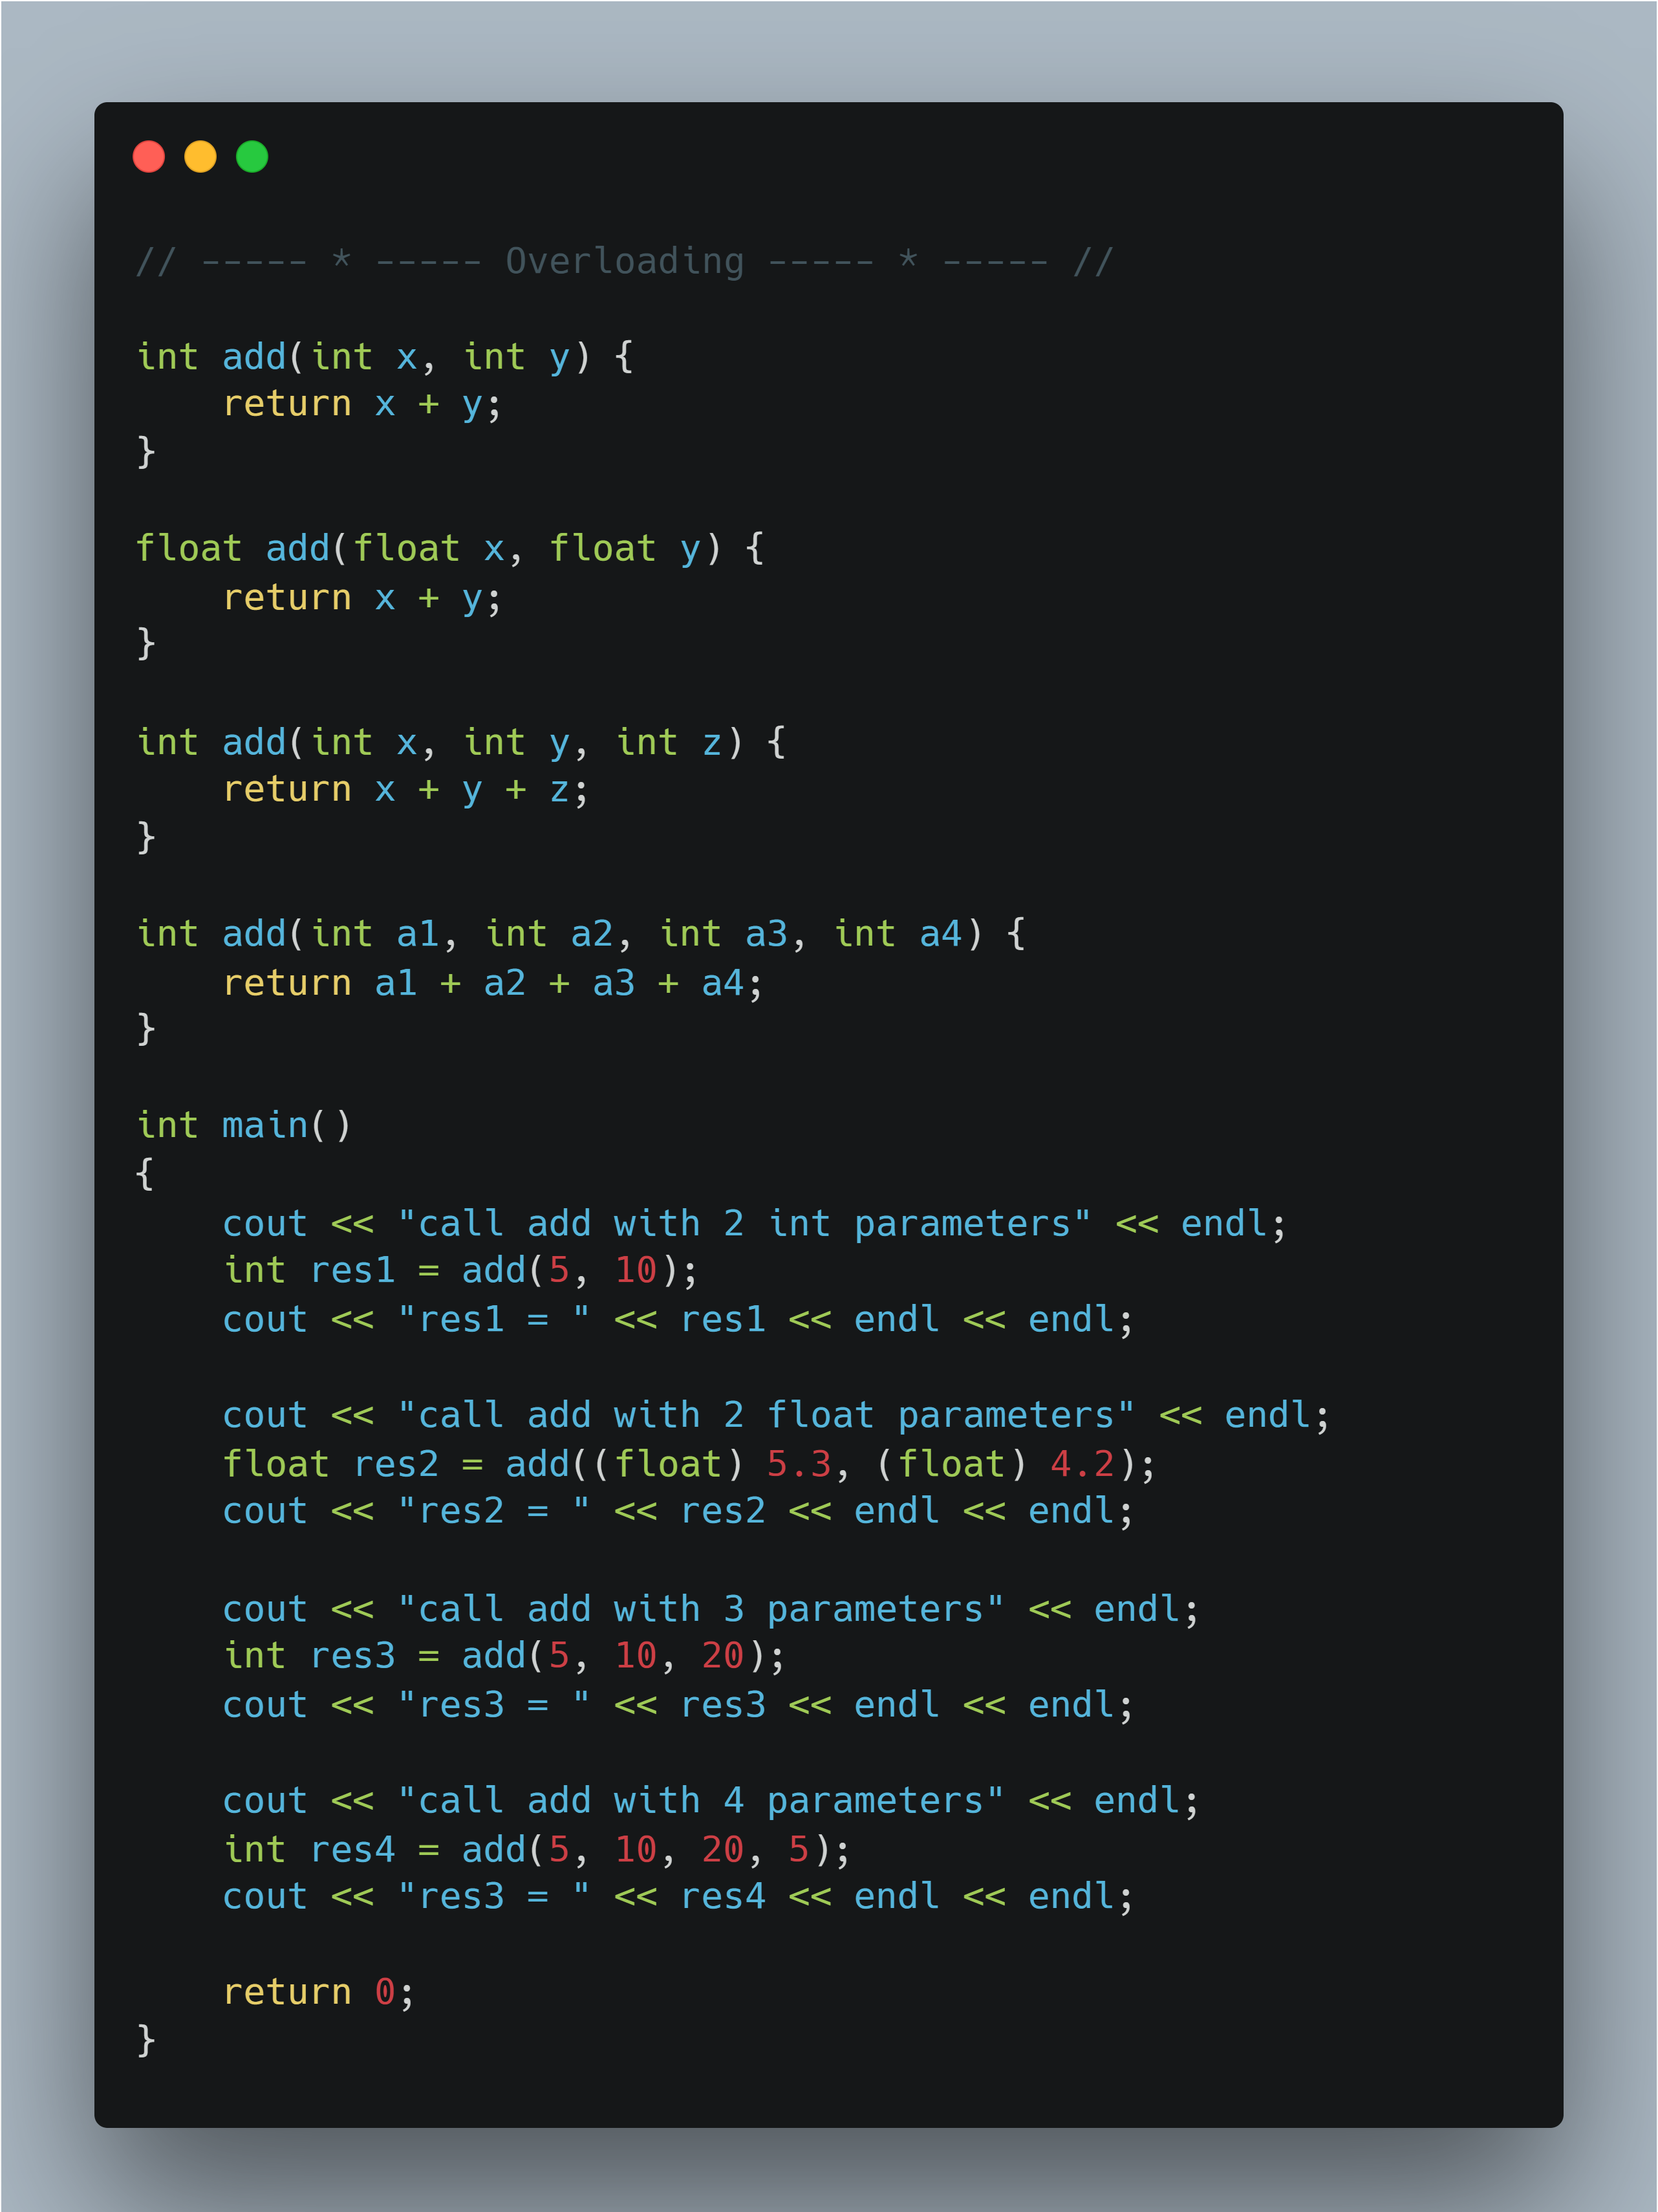 // ----- * ----- Overloading ----- * ----- //
int add(int x, int y) {
    return x + y;
}
float add(float x, float y) {
    return x + y;
}
int add(int x, int y, int z) {
    return x + y + z;
}
int add(int a1, int a2, int a3, int a4) {
    return a1 + a2 + a3 + a4;
}
int main()
{
    cout << "call add with 2 int parameters" << endl;
    int res1 = add(5, 10);
    cout << "res1 = " << res1 << endl << endl;
    cout << "call add with 2 float parameters" << endl;
    float res2 = add((float) 5.3, (float) 4.2);
    cout << "res2 = " << res2 << endl << endl;
    cout << "call add with 3 parameters" << endl;
    int res3 = add(5, 10, 20);
    cout << "res3 = " << res3 << endl << endl;
    cout << "call add with 4 parameters" << endl;
    int res4 = add(5, 10, 20, 5);
    cout << "res3 = " << res4 << endl << endl;
    return 0;
}